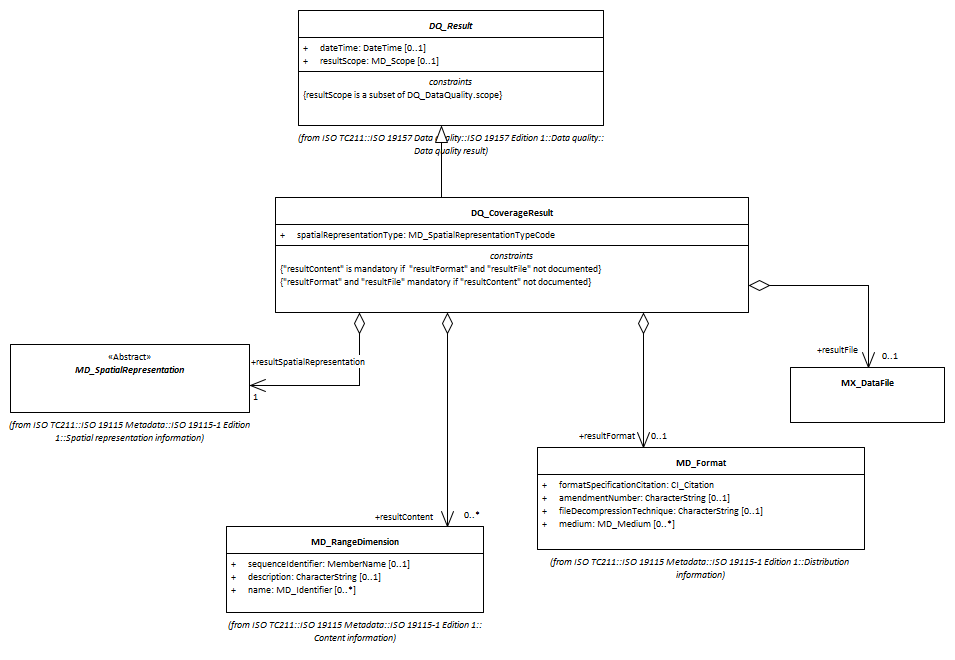 DQ_Result
+ dateTime: DateTime [0..1]
+ resultScope: MD_Scope [0..1]
constraints
{resultScope is a subset of DQ_DataQuality.scope}
(from ISO TC211::ISO 19157 Data quality::ISO 19157 Edition 1::Data quality::
Data quality result)
DQ_CoverageResult
+ spatialRepresentationType: MD_SpatialRepresentationTypeCode
constraints
{"resultContent" is mandatory if "resultFormat" and "resultFile" not documented}
{"resultFormat" and "resultFile" mandatory if "resultContent" not documented}
«Abstract»
MD_SpatialRepresentation
(from ISO TC211::ISO 19115 Metadata::ISO 19115-1 Edition
1::Spatial representation information)
+resultSpatialRepresentation
1
+resultFile
0..1
MX_DataFile
+resultFormat
0..1
MD_Format
+ formatSpecificationCitation: CI_Citation
+ amendmentNumber: CharacterString [0..1]
+ fileDecompressionTechnique: CharacterString [0..1]
+ medium: MD_Medium [0..*]
(from ISO TC211::ISO 19115 Metadata::ISO 19115-1 Edition 1::Distribution
information)
+resultContent
0..*
MD_RangeDimension
+ sequenceIdentifier: MemberName [0..1]
+ description: CharacterString [0..1]
+ name: MD_Identifier [0..*]
(from ISO TC211::ISO 19115 Metadata::ISO 19115-1 Edition 1::
Content information)